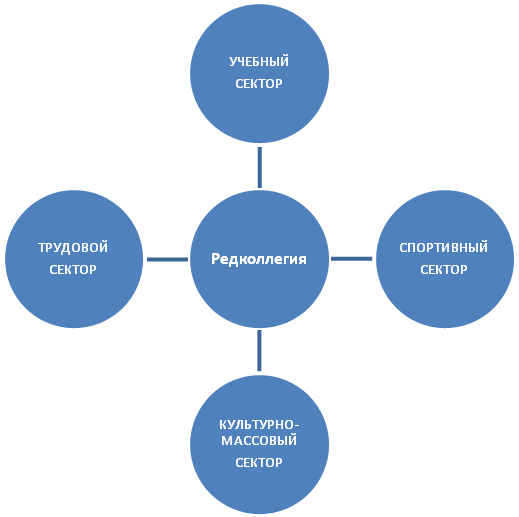 УЧЕБНЫЙ
СЕКТОР
ТРУДОВОЙ
СЕКТОР
Редколлегия
СПОРТИВНЫЙ
СЕКТОР
КУЛЬТУРНО-
МАССОВЫЙ
СЕКТОР